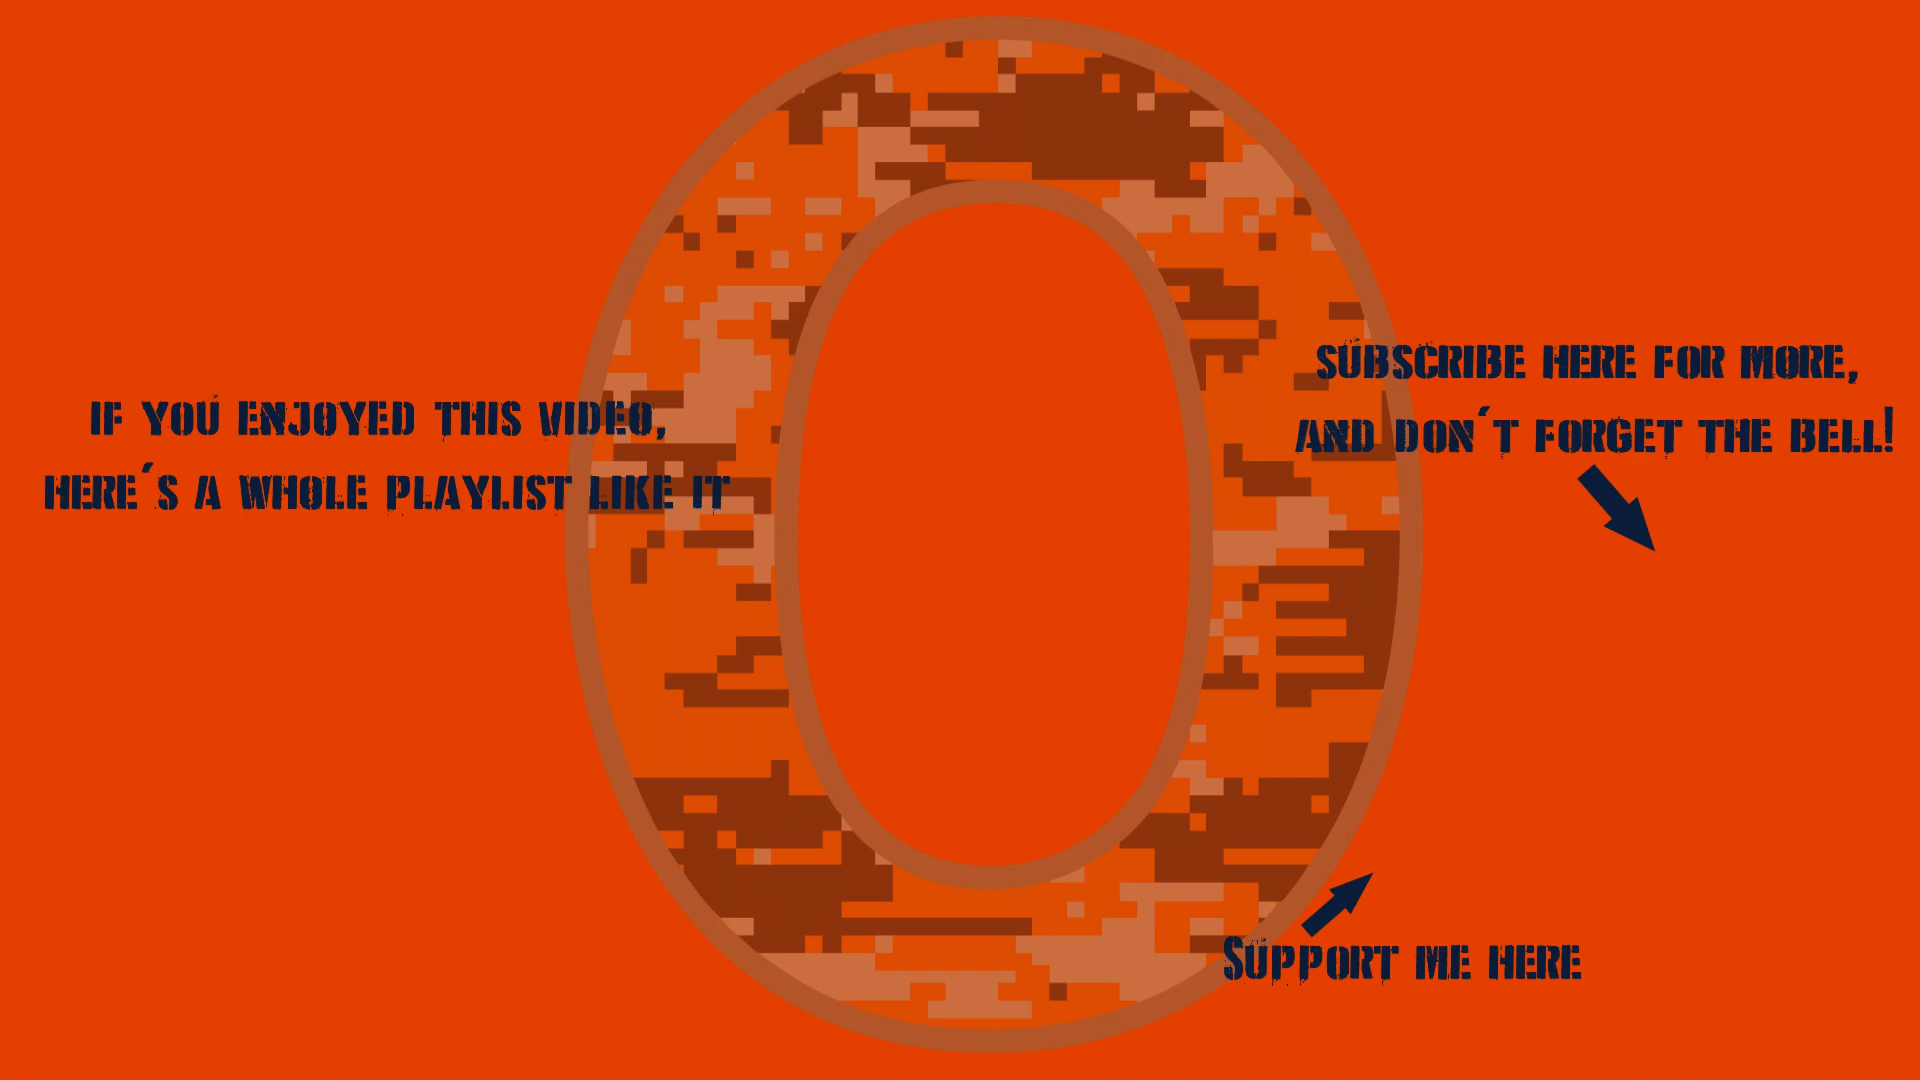 IF YOU ENJOYED THIS VIDEO,
HERE´S A WHOLE PLAYLIST LIKE IT
SUBSCRIBE HERE FOR MORE,
AND DON´T FORGET THE BELL!
SUPPORT ME HERE
O